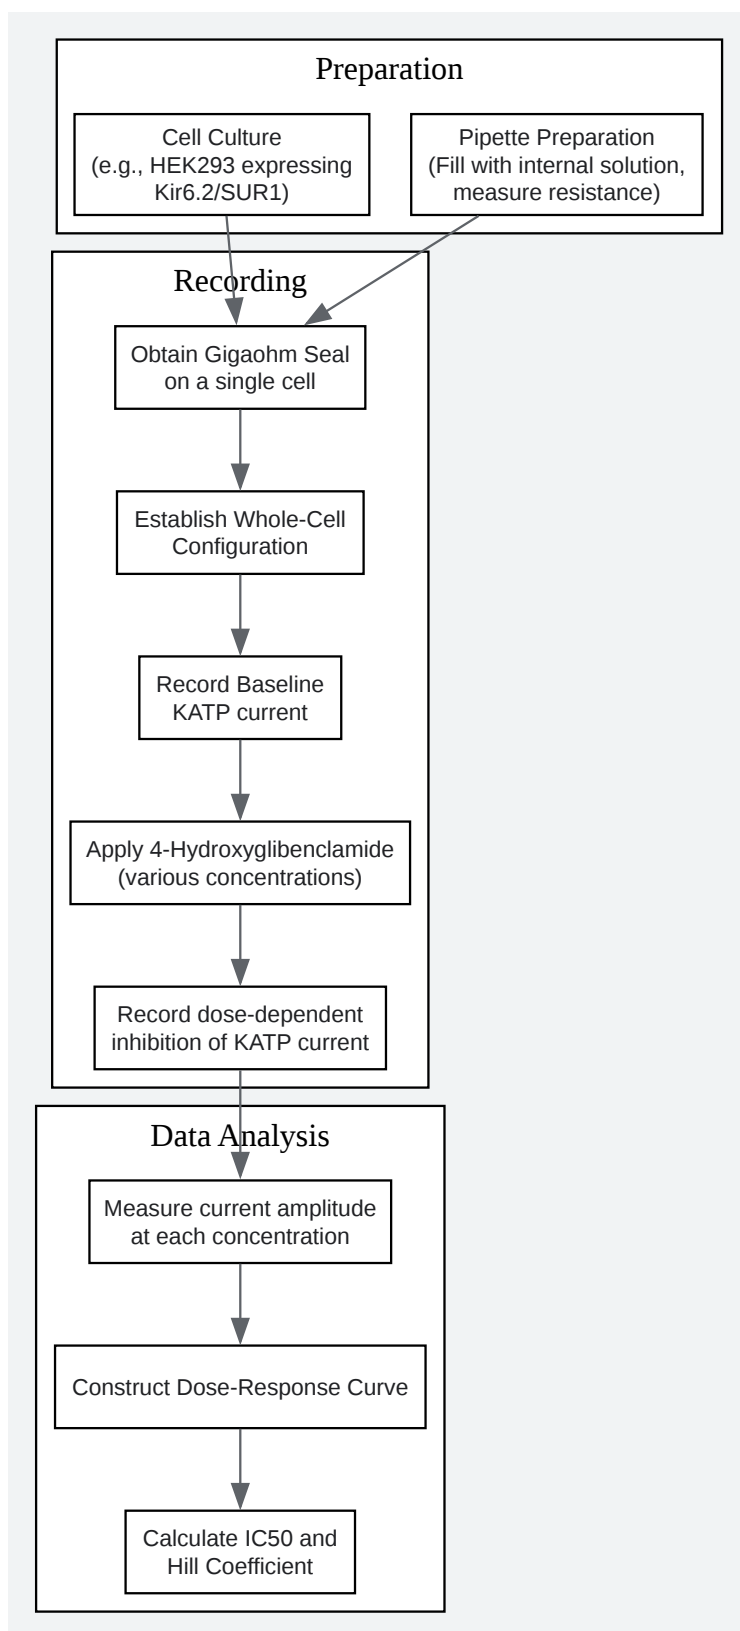 Preparation
Cell Culture
(e.g., HEK293 expressing
Kir6.2/SUR1)
Pipette Preparation
(Fill with internal solution,
measure resistance)
Recording
Obtain Gigaohm Seal
on a single cell
Establish Whole-Cell
Configuration
Record Baseline
KATP current
Apply 4-Hydroxyglibenclamide
(various concentrations)
Record dose-dependent
inhibition of KATP current
Data Analysis
Measure current amplitude
at each concentration
Construct Dose-Response Curve
Calculate IC50 and
Hill Coefficient